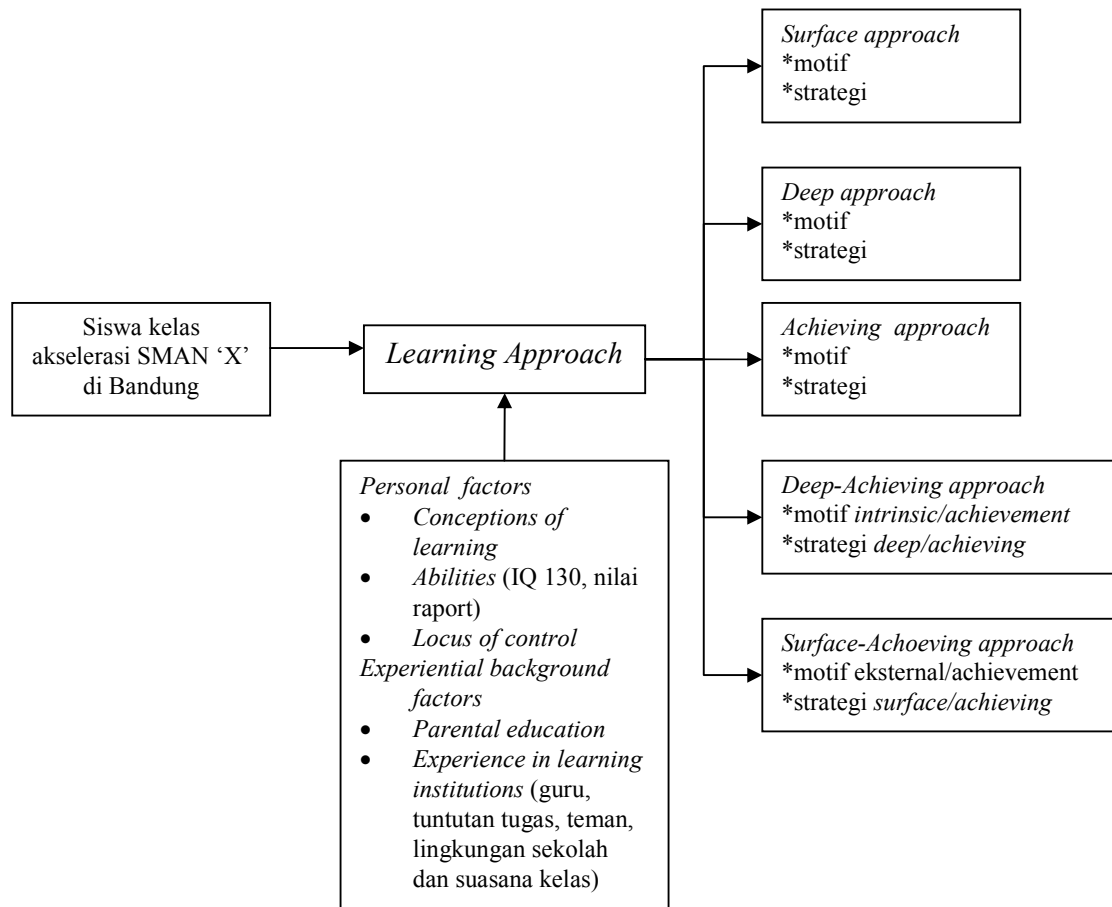 Siswa kelas
akselerasi SMAN ‘X’
di Bandung
Learning Approach
Personal factors
• Conceptions of
learning
• Abilities (IQ 130, nilai
raport)
• Locus of control
Experiential background
factors
• Parental education
• Experience in learning
institutions (guru,
tuntutan tugas, teman,
lingkungan sekolah
dan suasana kelas)
Surface approach
*motif
*strategi
Deep approach
*motif
*strategi
Achieving approach
*motif
*strategi
Deep-Achieving approach
*motif intrinsic/achievement
*strategi deep/achieving
Surface-Achoeving approach
*motif eksternal/achievement
*strategi surface/achieving